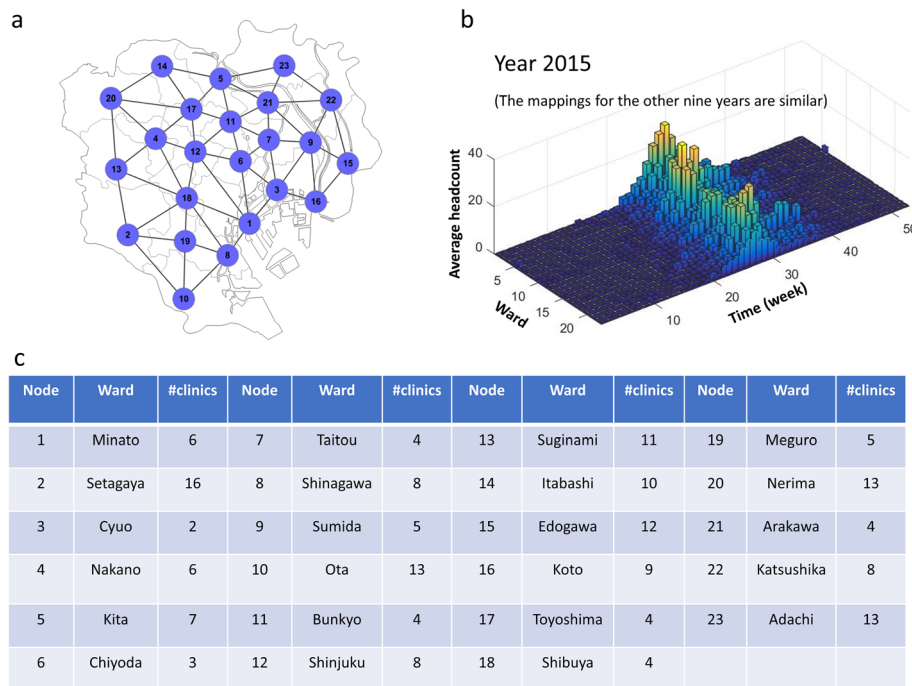 a
14
5
23
20
17
21
22
11
4
7
9
12
6
13
15
18
3
16
1
2
19
8
10
b
Year 2015
(The mappings for the other nine years are similar)
Average headcount
40
20
0
5
10
15
20
Ward
10
20
30
40
50
Time (week)
c
Node Ward #clinics Node Ward #clinics Node Ward #clinics Node Ward #clinics
1 Minato 6 7 Taitou 4 13 Suginami 11 19 Meguro 5
2 Setagaya 16 8 Shinagawa 8 14 Itabashi 10 20 Nerima 13
3 Cyuo 2 9 Sumida 5 15 Edogawa 12 21 Arakawa 4
4 Nakano 6 10 Ota 13 16 Koto 9 22 Katsushika 8
5 Kita 7 11 Bunkyo 4 17 Toyoshima 4 23 Adachi 13
6 Chiyoda 3 12 Shinjuku 8 18 Shibuya 4